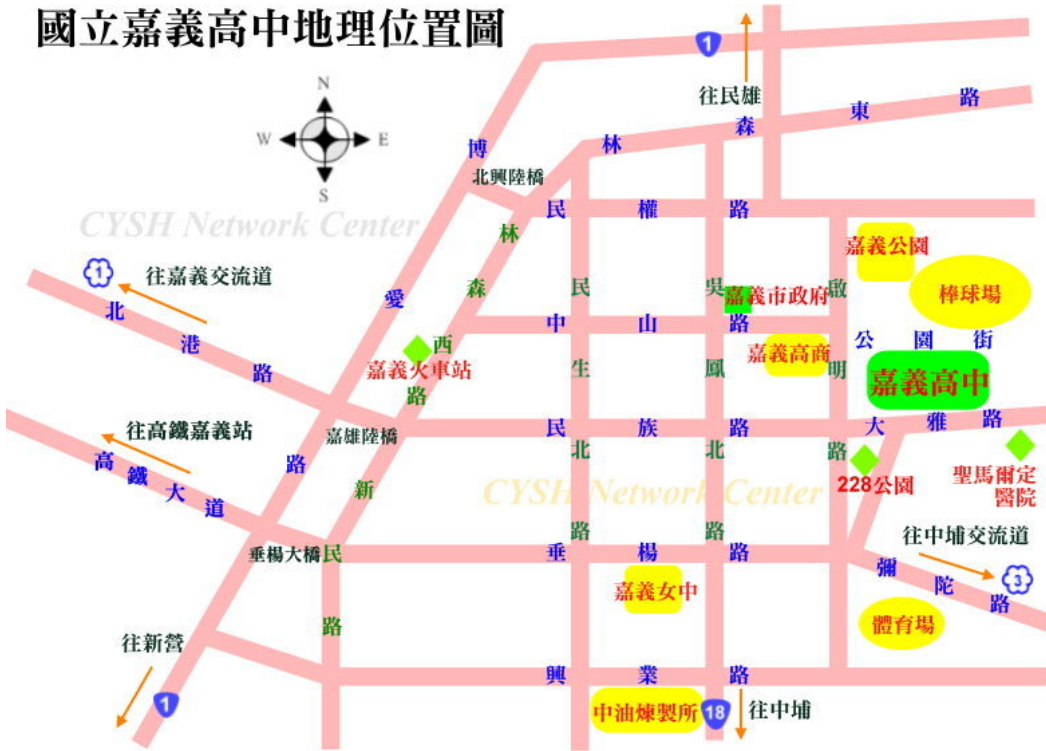 國立嘉義高中地理位置圖
1
往民雄
N
W
E
S
博愛路
林森東路
北興陸橋
民權路
CYSH Network Center
林森西路
嘉義公園
1
往嘉義交流道
北港路
民生北路
吳鳳北路
啟明路
嘉義市政府
棒球場
中山路
公園街
嘉義火車站
嘉義高商
嘉義高中
往高鐵嘉義站
嘉雄陸橋
民族路
大雅路
高鐵大道
新民路
CYSH Network Center
228公園
聖馬爾定
醫院
垂楊大橋
垂楊路
往中埔交流道
3
彌陀路
嘉義女中
體育場
往新營
1
興業路
中油煉製所
18
往中埔